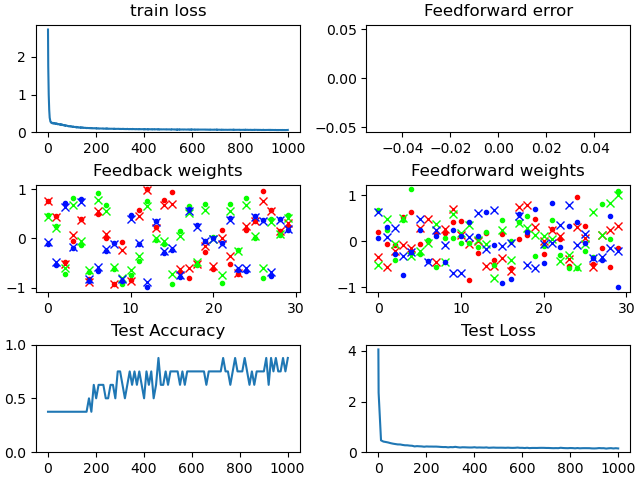 train loss
2
1
0
0 200 400 600 800 1000
Feedforward error
0.05
0.00
−0.05
−0.04 −0.02 0.00 0.02 0.04
Feedback weights
1
0
−1
0 10 20 30
Feedforward weights
1
0
−1
0 10 20 30
Test Accuracy
1.0
0.5
0.0
0 200 400 600 800 1000
Test Loss
4
2
0
0 200 400 600 800 1000